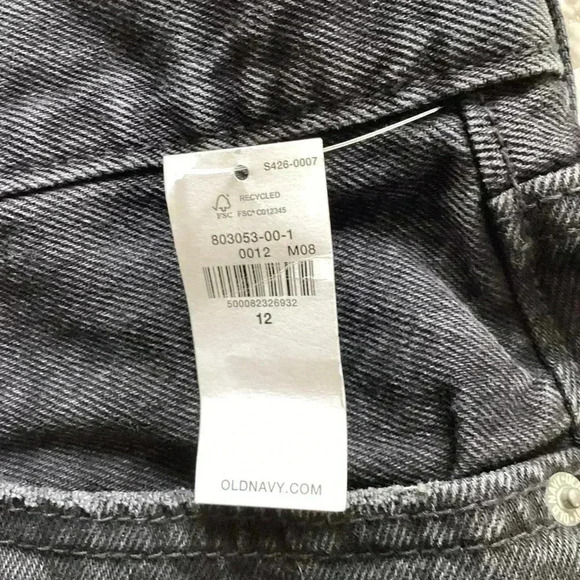 S426-0007
RECYCLED
FSC FSC® C012345
803053-00-1
0012 M08
500082326932
12
OLDNAVY.COM